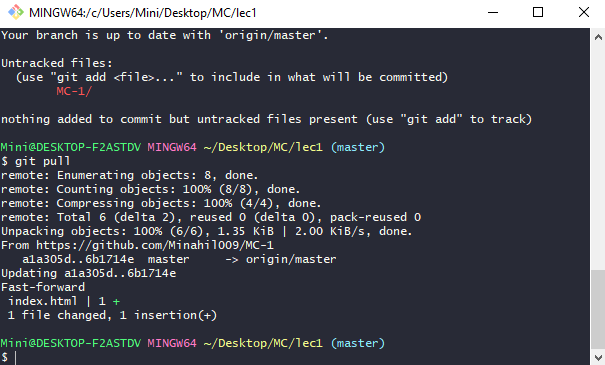 MINGW64:/c/Users/Mini/Desktop/MC/lec1
Your branch is up to date with 'origin/master'.
Untracked files:
  (use "git add <file>..." to include in what will be committed)
        MC-1/
nothing added to commit but untracked files present (use "git add" to track)
Mini@DESKTOP-F2ASTDV MINGW64 ~/Desktop/MC/lec1 (master)
$ git pull
remote: Enumerating objects: 8, done.
remote: Counting objects: 100% (8/8), done.
remote: Compressing objects: 100% (4/4), done.
remote: Total 6 (delta 2), reused 0 (delta 0), pack-reused 0
Unpacking objects: 100% (6/6), 1.35 KiB | 2.00 KiB/s, done.
From https://github.com/Minahil009/MC-1
   a1a305d..6b1714e  master     -> origin/master
Updating a1a305d..6b1714e
Fast-forward
 index.html | 1 +
 1 file changed, 1 insertion(+)
Mini@DESKTOP-F2ASTDV MINGW64 ~/Desktop/MC/lec1 (master)
$